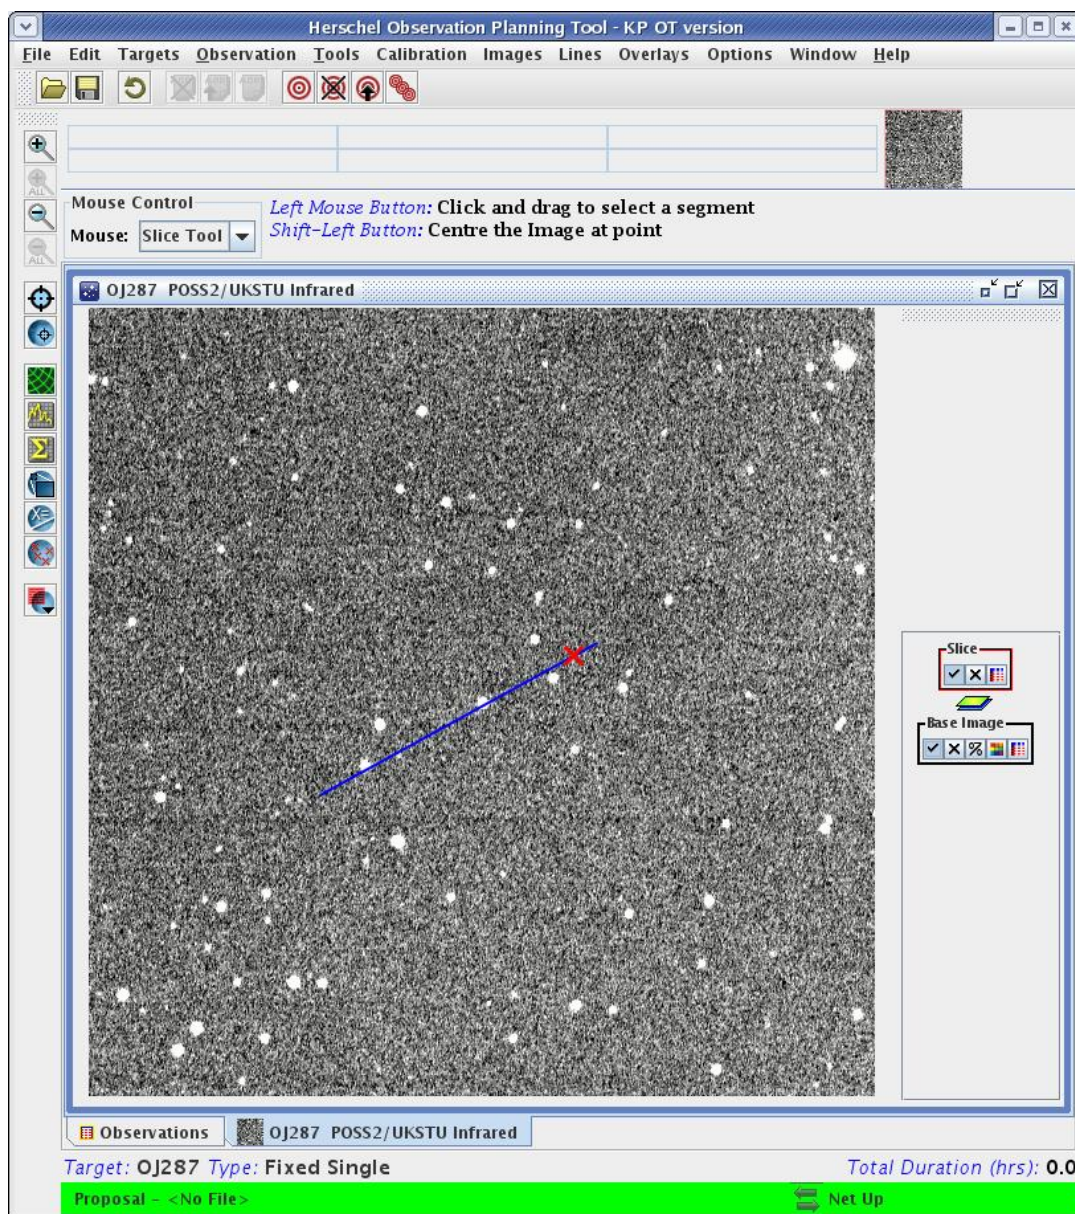 Herschel Observation Planning Tool - KP OT version
File Edit Targets Observation Tools Calibration Images Lines Overlays Options Window Help
ALL
Mouse Control
Left Mouse Button: Click and drag to select a segment
Mouse: Slice Tool
Shift-Left Button: Centre the Image at point
ALL
OJ287 POSS2/UKSTU Infrared
Slice
Base Image
Observations
OJ287 POSS2/UKSTU Infrared
Target: OJ287 Type: Fixed Single
Total Duration (hrs): 0.0
Proposal - <No File>
Net Up